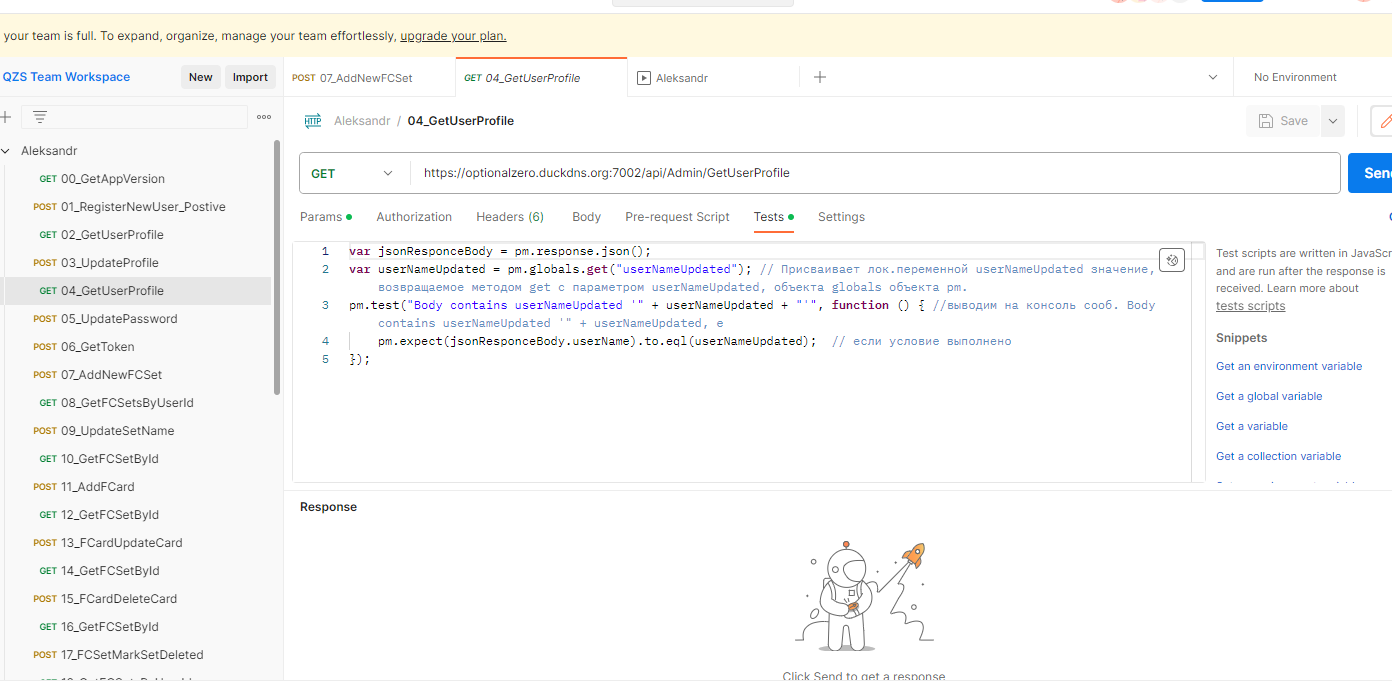 your team is full. To expand, organize, manage your team effortlessly, upgrade your plan.
QZS Team Workspace
New
Import
POST 07_AddNewFCSet
GET 04_GetUserProfile
Aleksandr
No Environment
Aleksandr
GET 00_GetAppVersion
POST 01_RegisterNewUser_Postive
GET 02_GetUserProfile
POST 03_UpdateProfile
GET 04_GetUserProfile
POST 05_UpdatePassword
GET 06_GetToken
POST 07_AddNewFCSet
GET 08_GetFCSetsByUserId
POST 09_UpdateSetName
GET 10_GetFCSetById
POST 11_AddFCard
GET 12_GetFCSetById
POST 13_FCardUpdateCard
GET 14_GetFCSetById
POST 15_FCardDeleteCard
GET 16_GetFCSetById
POST 17_FCSetMarkSetDeleted
HTTP Aleksandr / 04_GetUserProfile
Save
GET
https://optionalzero.duckdns.org:7002/api/Admin/GetUserProfile
Params
Authorization
Headers (6)
Body
Pre-request Script
Tests
Settings
1 var jsonResponceBody = pm.response.json();
2 var userNameUpdated = pm.globals.get("userNameUpdated"); // Присваивает лок.переменной userNameUpdated значение,
возвращаемое методом get с параметром userNameUpdated, объекта globals объекта pm.
3 pm.test("Body contains userNameUpdated '" + userNameUpdated + "'", function () { //выводим на консоль сооб. Body
contains userNameUpdated '" + userNameUpdated, е
4 pm.expect(jsonResponceBody.userName).to.eql(userNameUpdated); // если условие выполнено
5 });
Test scripts are written in JavaScr
and are run after the response is
received. Learn more about
tests scripts
Snippets
Get an environment variable
Get a global variable
Get a variable
Get a collection variable
Response
Click Send to get a response